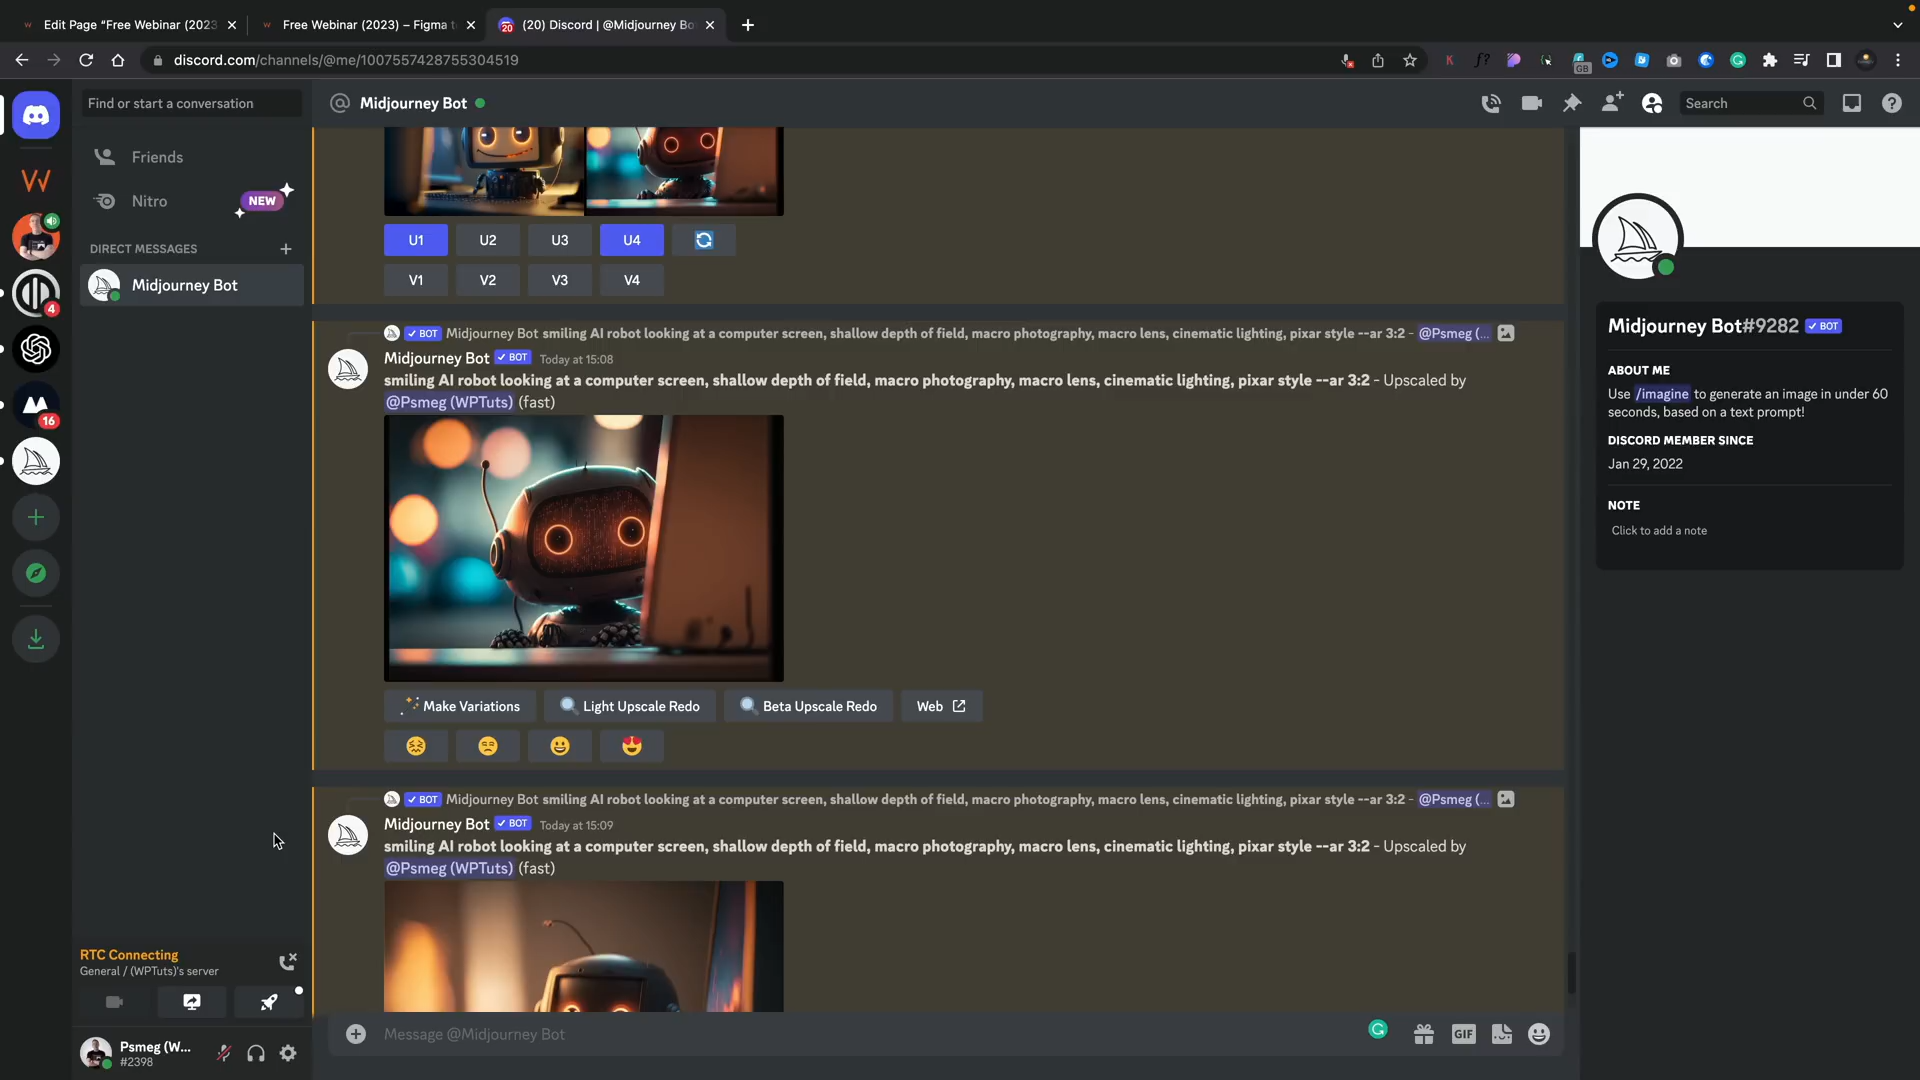 Edit Page “Free Webinar (2023
Free Webinar (2023) – Figma t
(20) Discord | @Midjourney Bo
discord.com/channels/@me/1007557428755304519
Find or start a conversation
Midjourney Bot
Search
Friends
Nitro
NEW
DIRECT MESSAGES
Midjourney Bot
4
16
20
GB
U1
U2
U3
U4
V1
V2
V3
V4
BOT Midjourney Bot smiling AI robot looking at a computer screen, shallow depth of field, macro photography, macro lens, cinematic lighting, pixar style --ar 3:2 - @Psmeg (...
Midjourney Bot BOT Today at 15:08
smiling AI robot looking at a computer screen, shallow depth of field, macro photography, macro lens, cinematic lighting, pixar style --ar 3:2 - Upscaled by
@Psmeg (WPTuts) (fast)
Make Variations
Light Upscale Redo
Beta Upscale Redo
Web
BOT Midjourney Bot smiling AI robot looking at a computer screen, shallow depth of field, macro photography, macro lens, cinematic lighting, pixar style --ar 3:2 - @Psmeg (...
Midjourney Bot BOT Today at 15:09
smiling AI robot looking at a computer screen, shallow depth of field, macro photography, macro lens, cinematic lighting, pixar style --ar 3:2 - Upscaled by
@Psmeg (WPTuts) (fast)
Message @Midjourney Bot
GIF
Midjourney Bot#9282 BOT
ABOUT ME
Use /imagine to generate an image in under 60
seconds, based on a text prompt!
DISCORD MEMBER SINCE
Jan 29, 2022
NOTE
Click to add a note
RTC Connecting
General / (WPTuts)'s server
Psmeg (W...
#2398